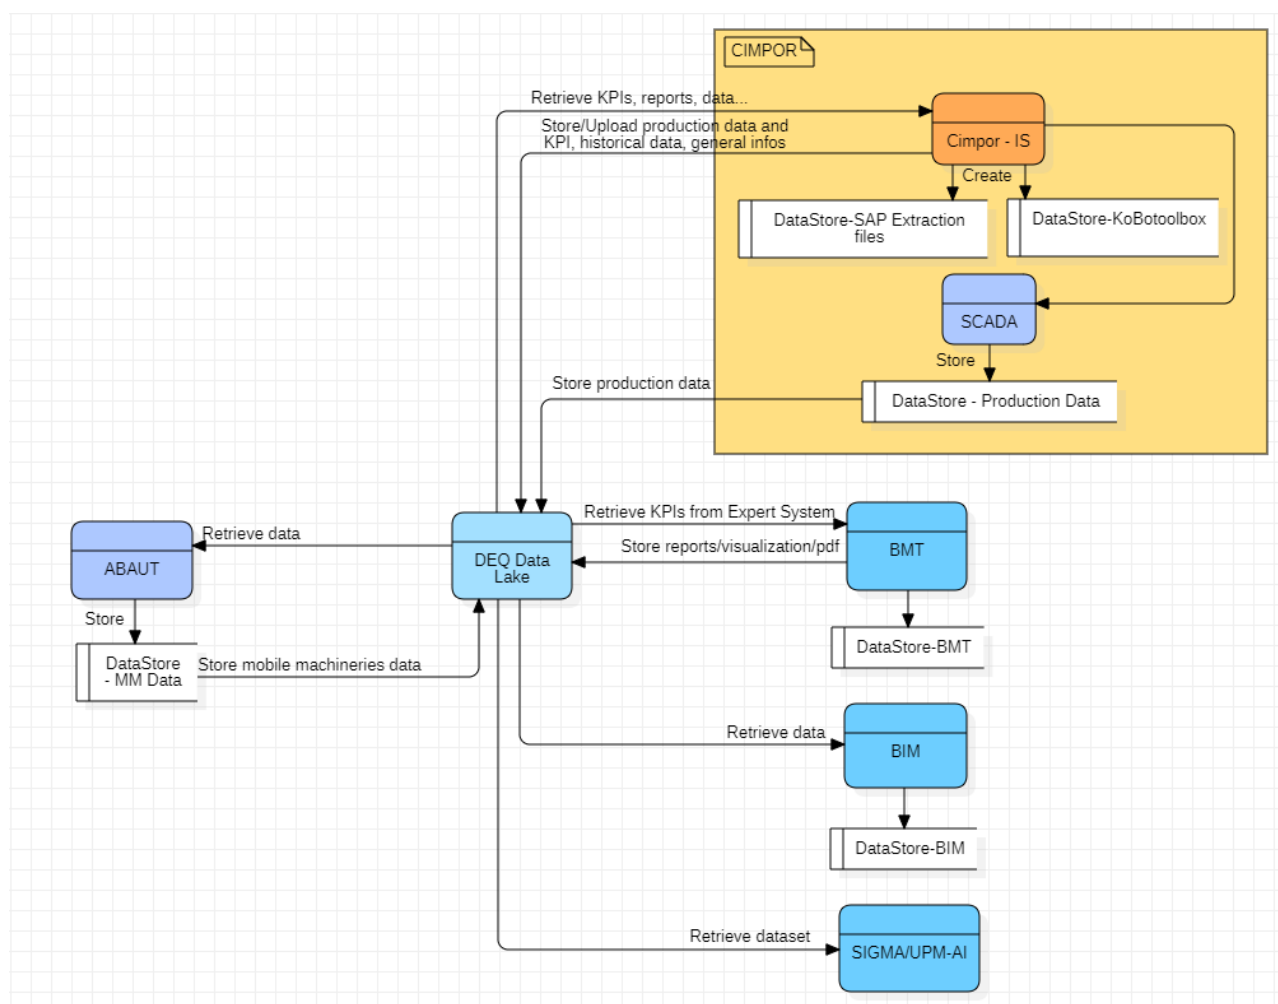 CIMPOR
Retrieve KPIs, reports, data...
Store/Upload production data and
KPI, historical data, general infos
Cimpor - IS
Create
DataStore-SAP Extraction
files
DataStore-KoBotoolbox
SCADA
Store
Store production data
DataStore - Production Data
Retrieve KPIs from Expert System
Retrieve data
Store reports/visualization/pdf
BMT
ABAUT
DEQ Data
Lake
Store
DataStore-BMT
DataStore
- MM Data
Store mobile machineries data
Retrieve data
BIM
DataStore-BIM
Retrieve dataset
SIGMA/UPM-AI